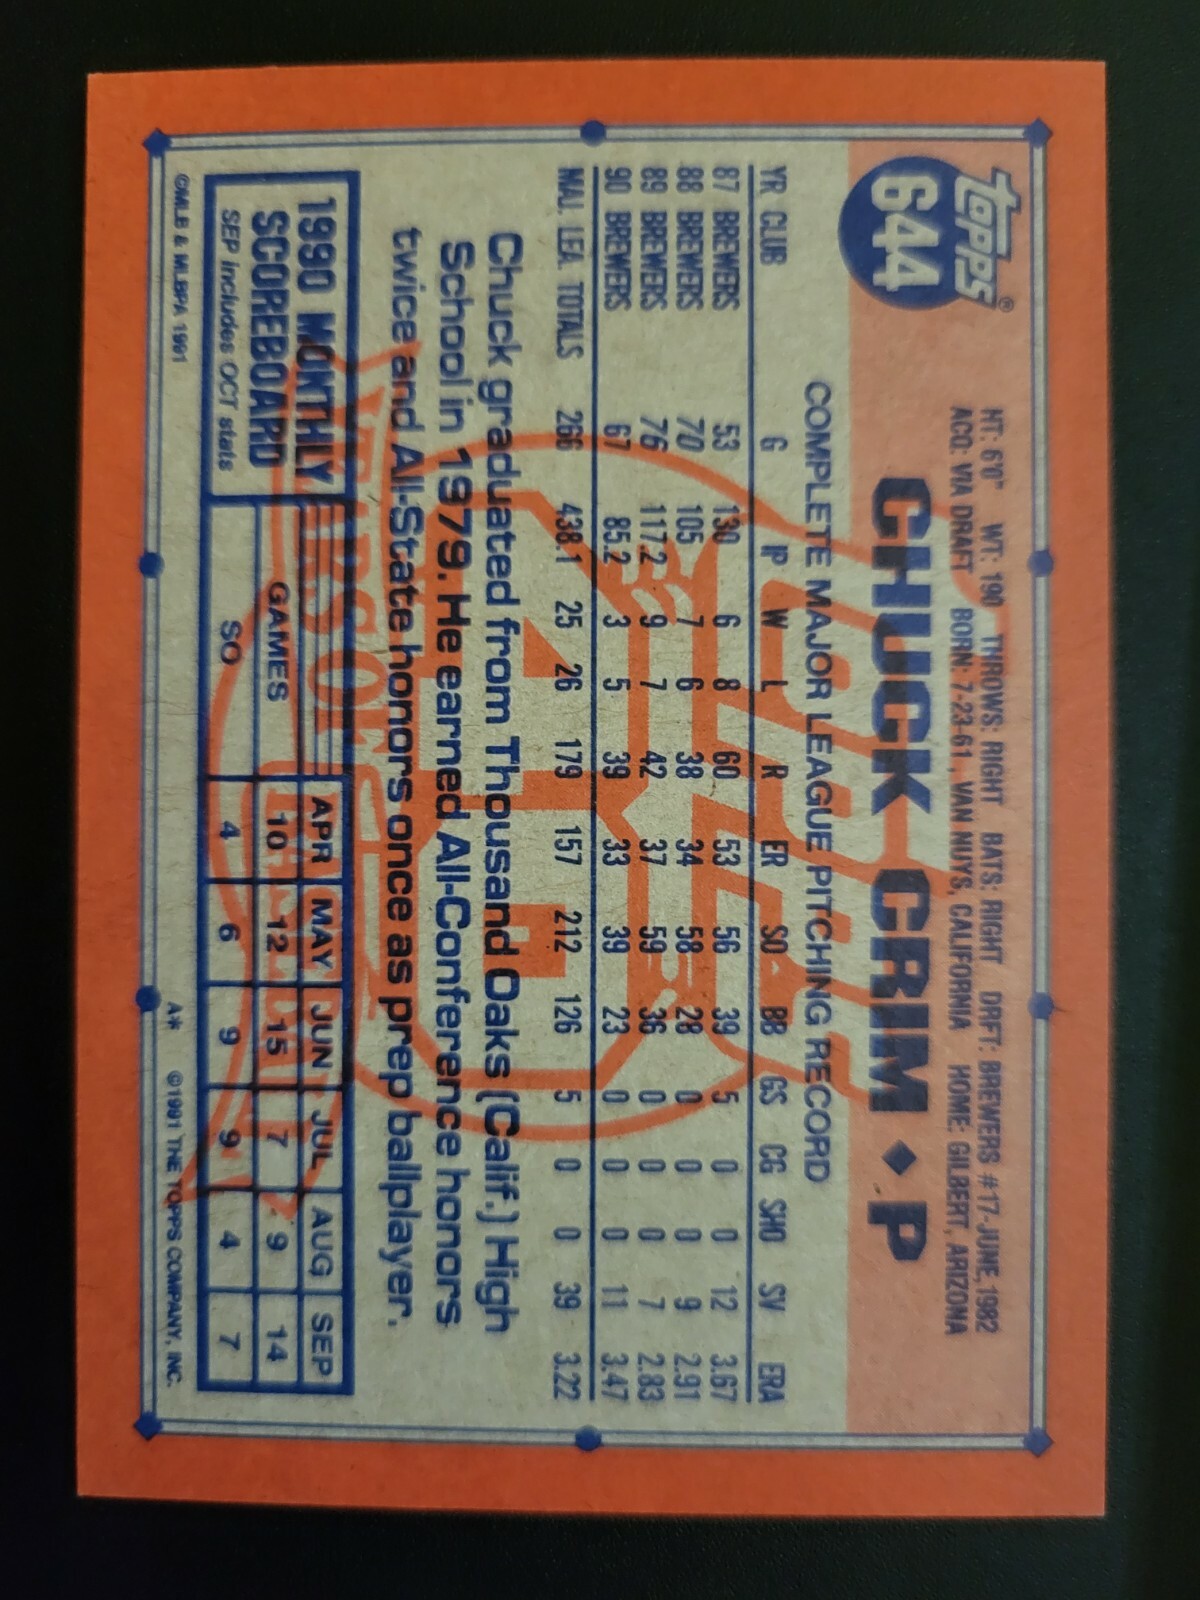 topps®
644
HT: 6'0" WT: 190 THROWS: RIGHT BATS: RIGHT DRFT: BREWERS #17-JUNE, 1982
ACQ: VIA DRAFT BORN: 7-23-61, VAN NUYS, CALIFORNIA HOME: GILBERT, ARIZONA
CHUCK CRIM ◆ P
COMPLETE MAJOR LEAGUE PITCHING RECORD
YR CLUB G IP W L R ER SO BB GS CG SHO SV ERA
87 BREWERS 53 130 6 8 60 53 56 39 5 0 0 12 3.67
88 BREWERS 70 105 7 6 38 34 58 28 0 0 0 9 2.91
89 BREWERS 76 117.2 9 7 42 37 59 36 0 0 0 7 2.83
90 BREWERS 67 85.2 3 5 39 33 39 23 0 0 0 11 3.47
MAJ. LEA. TOTALS 266 438.1 25 26 179 157 212 126 5 0 0 39 3.22
Chuck graduated from Thousand Oaks (Calif.) High
School in 1979. He earned All-Conference honors
twice and All-State honors once as prep ballplayer.
1990 MONTHLY
SCOREBOARD
SEP includes OCT stats
APR MAY JUN JUL AUG SEP
GAMES 10 12 15 7 9 14
SO 4 6 9 9 4 7
©MLB & MLBPA 1991
A* ©1991 THE TOPPS COMPANY, INC.